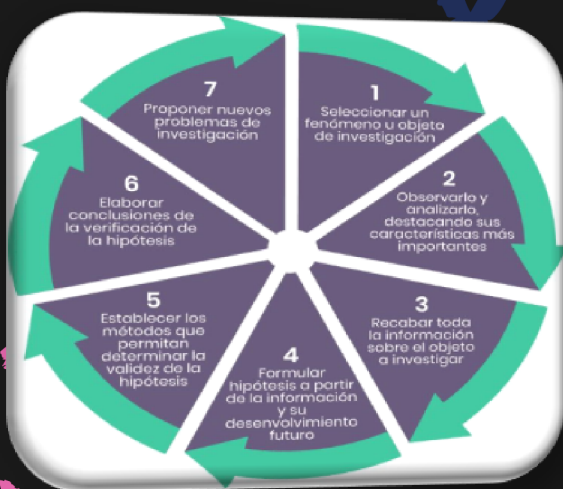 1
Seleccionar un
fenómeno u objeto
de investigación
2
Observarlo y
analizarlo,
destacando sus
características más
importantes
3
Recabar toda
la información
sobre el objeto
a investigar
4
Formular
hipótesis a partir
de la información
y su
desenvolvimiento
futuro
5
Establecer los
métodos que
permitan
determinar la
validez de la
hipótesis
6
Elaborar
conclusiones de
la verificación de
la hipótesis
7
Proponer nuevos
problemas de
investigación